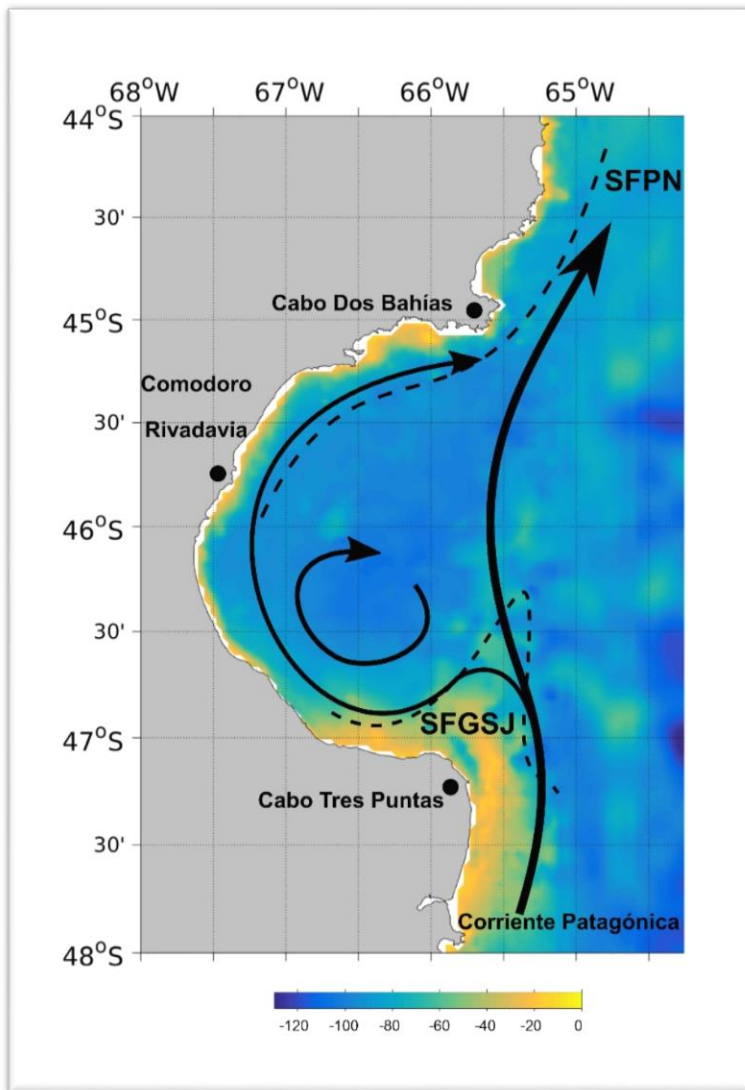 68°W 67°W 66°W 65°W
44°S
SFPN
30'
Cabo Dos Bahías
45°S
Comodoro
30'
Rivadavia
46°S
30'
SFGSJ
47°S
Cabo Tres Puntas
30'
Corriente Patagónica
48°S
-120 -100 -80 -60 -40 -20 0